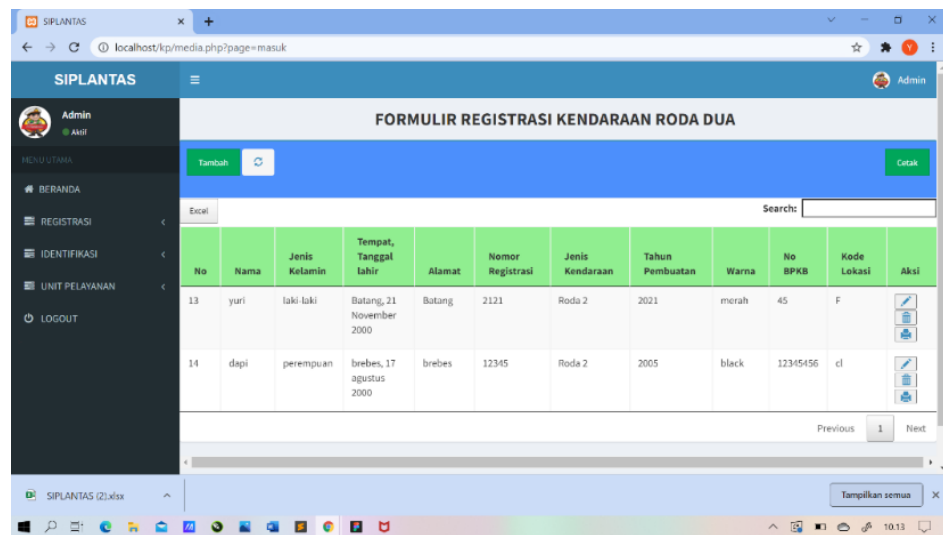 SIPLANTAS
localhost/kp/media.php?page=masuk
Y
SIPLANTAS
Admin
Admin
Aktif
FORMULIR REGISTRASI KENDARAAN RODA DUA
MENU UTAMA
BERANDA
REGISTRASI
IDENTIFIKASI
UNIT PELAYANAN
LOGOUT
Tambah
Cetak
Excel
Search:
No Nama Jenis Kelamin Tempat, Tanggal lahir Alamat Nomor Registrasi Jenis Kendaraan Tahun Pembuatan Warna No BPKB Kode Lokasi Aksi
13 yuri laki-laki Batang, 21 November 2000 Batang 2121 Roda 2 2021 merah 45 F
14 dapi perempuan brebes, 17 agustus 2000 brebes 12345 Roda 2 2005 black 12345456 cl
Previous 1 Next
SIPLANTAS (2).xlsx
Tampilkan semua
10.13